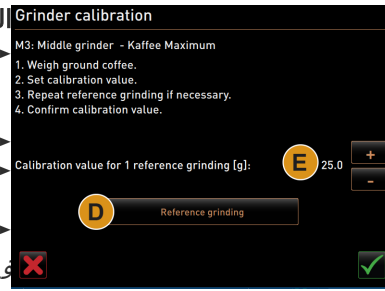 Grinder calibration
M3: Middle grinder - Kaffee Maximum
1. Weigh ground coffee.
2. Set calibration value.
3. Repeat reference grinding if necessary.
4. Confirm calibration value.
Calibration value for 1 reference grinding [g]:
E
25.0
+
-
D
Reference grinding